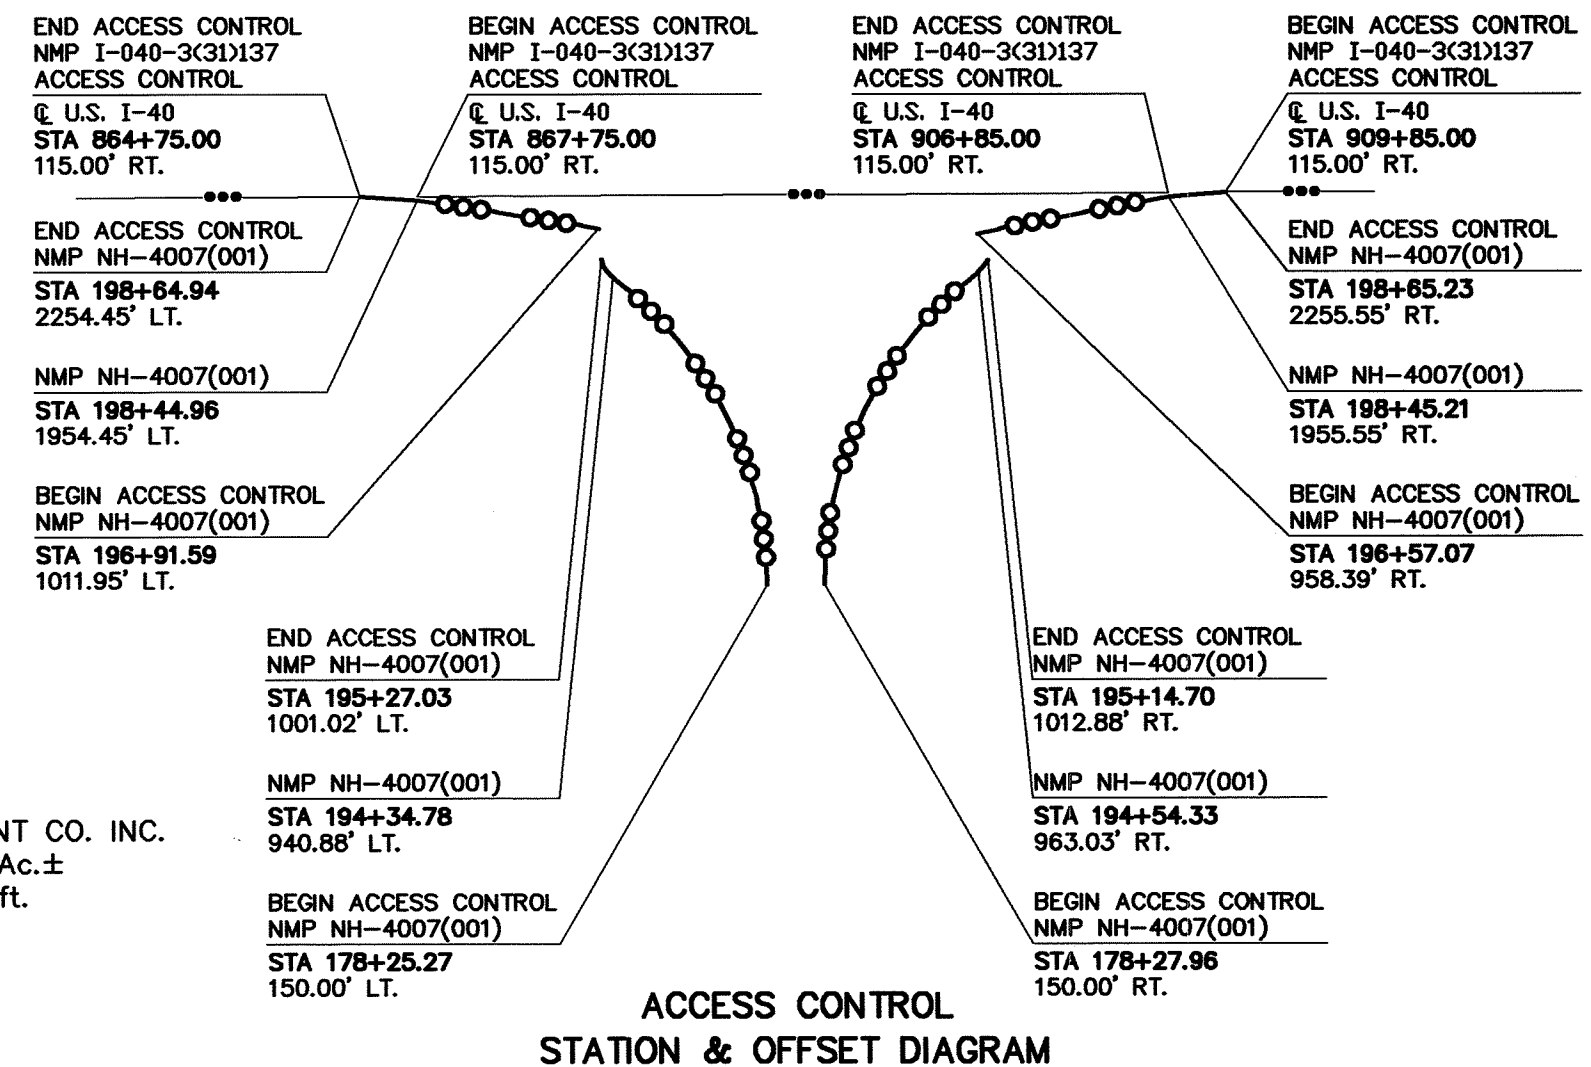 END ACCESS CONTROL
NMP I-040-3(31)137
ACCESS CONTROL
℄ U.S. I-40
STA 864+75.00
115.00' RT.
BEGIN ACCESS CONTROL
NMP I-040-3(31)137
ACCESS CONTROL
℄ U.S. I-40
STA 867+75.00
115.00' RT.
END ACCESS CONTROL
NMP I-040-3(31)137
ACCESS CONTROL
℄ U.S. I-40
STA 906+85.00
115.00' RT.
BEGIN ACCESS CONTROL
NMP I-040-3(31)137
ACCESS CONTROL
℄ U.S. I-40
STA 909+85.00
115.00' RT.
END ACCESS CONTROL
NMP NH-4007(001)
STA 198+64.94
2254.45' LT.
NMP NH-4007(001)
STA 198+44.96
1954.45' LT.
BEGIN ACCESS CONTROL
NMP NH-4007(001)
STA 196+91.59
1011.95' LT.
END ACCESS CONTROL
NMP NH-4007(001)
STA 198+65.23
2255.55' RT.
NMP NH-4007(001)
STA 198+45.21
1955.55' RT.
BEGIN ACCESS CONTROL
NMP NH-4007(001)
STA 196+57.07
958.39' RT.
END ACCESS CONTROL
NMP NH-4007(001)
STA 195+27.03
1001.02' LT.
NMP NH-4007(001)
STA 194+34.78
940.88' LT.
BEGIN ACCESS CONTROL
NMP NH-4007(001)
STA 178+25.27
150.00' LT.
END ACCESS CONTROL
NMP NH-4007(001)
STA 195+14.70
1012.88' RT.
NMP NH-4007(001)
STA 194+54.33
963.03' RT.
BEGIN ACCESS CONTROL
NMP NH-4007(001)
STA 178+27.96
150.00' RT.
NT CO. INC.
Ac.±
ft.
ACCESS CONTROL
STATION & OFFSET DIAGRAM